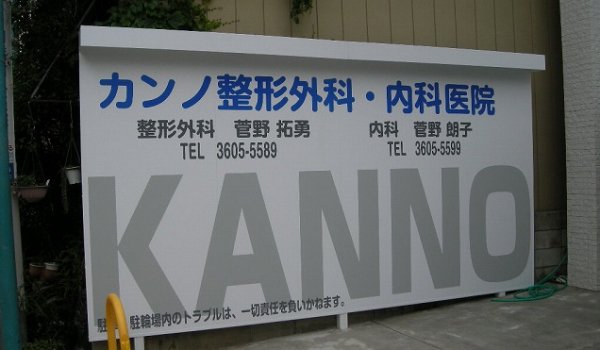 カンノ整形外科・内科医院
整形外科 菅野 拓勇 内科 菅野 朗子
TEL 3605-5589 TEL 3605-5599
KANNO
駐 駐輪場内のトラブルは、一切責任を負いかねます。